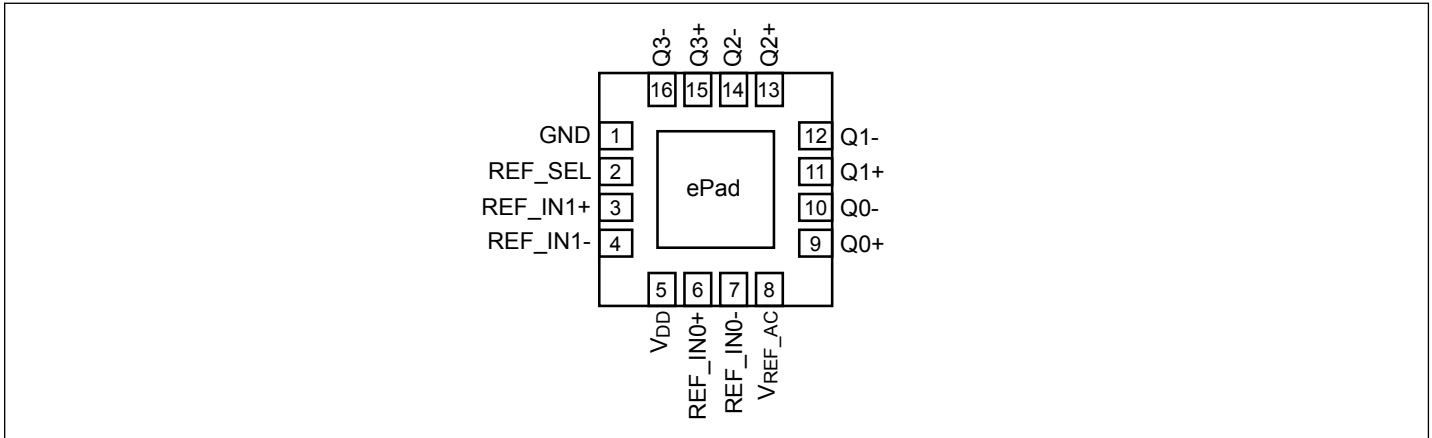 Q3-
Q3+
Q2-
Q2+
16
15
14
13
GND 1
REF_SEL 2
REF_IN1+ 3
REF_IN1- 4
ePad
12 Q1-
11 Q1+
10 Q0-
9 Q0+
5
6
7
8
VDD
REF_IN0+
REF_IN0-
VREF_AC